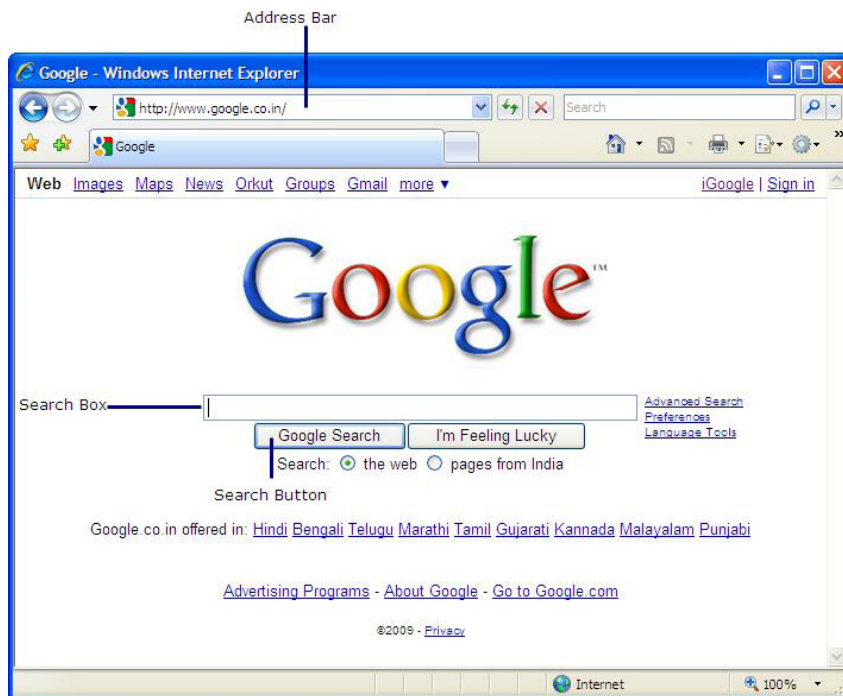 Address Bar
Google - Windows Internet Explorer
http://www.google.co.in/ Search
Google
Web Images Maps News Orkut Groups Gmail more ▼ iGoogle | Sign in
Google™
Search Box
Advanced Search
Preferences
Language Tools
Google Search I'm Feeling Lucky
Search: the web pages from India
Search Button
Google.co.in offered in: Hindi Bengali Telugu Marathi Tamil Gujarati Kannada Malayalam Punjabi
Advertising Programs - About Google - Go to Google.com
©2009 - Privacy
Internet 100%